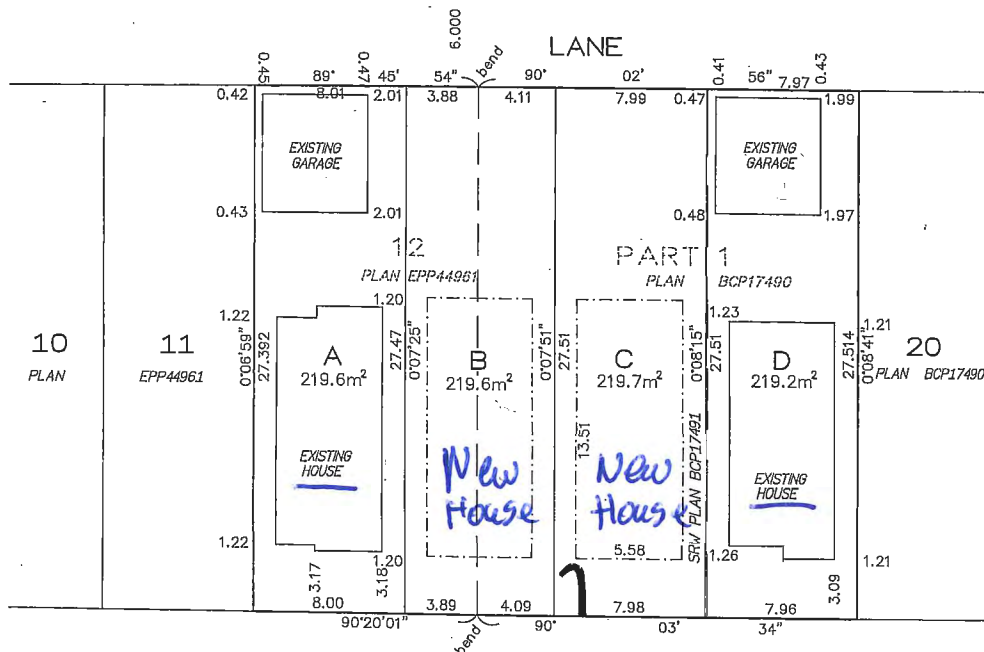 6.000
LANE
bend
0.45 89° 0.47 45' 54" 90° 02' 0.41 56" 0.43
0.42 8.01 2.01 3.88 4.11 7.99 0.47 7.97 1.99
EXISTING
GARAGE
EXISTING
GARAGE
0.43 2.01 0.48 1.97
12 PART 1
PLAN EPP44961 PLAN BCP17490
1.20
1.22 1.23 1.21
10 11 A B C D 20
PLAN EPP44961 219.6m² 219.6m² 219.7m² 219.2m² PLAN BCP17490
27.392 0°06'59" 27.47 0°07'25" 0°07'51" 27.51 0°08'15" 27.51 27.514 0°08'41"
13.51
SRW PLAN BCP17491
EXISTING
HOUSE
New
House
New
House
EXISTING
HOUSE
1.22 1.20 5.58 1.26 1.21
3.17 3.18 3.09
8.00 3.89 4.09 7.98 7.96
90°20'01" bend 90° 03' 34"